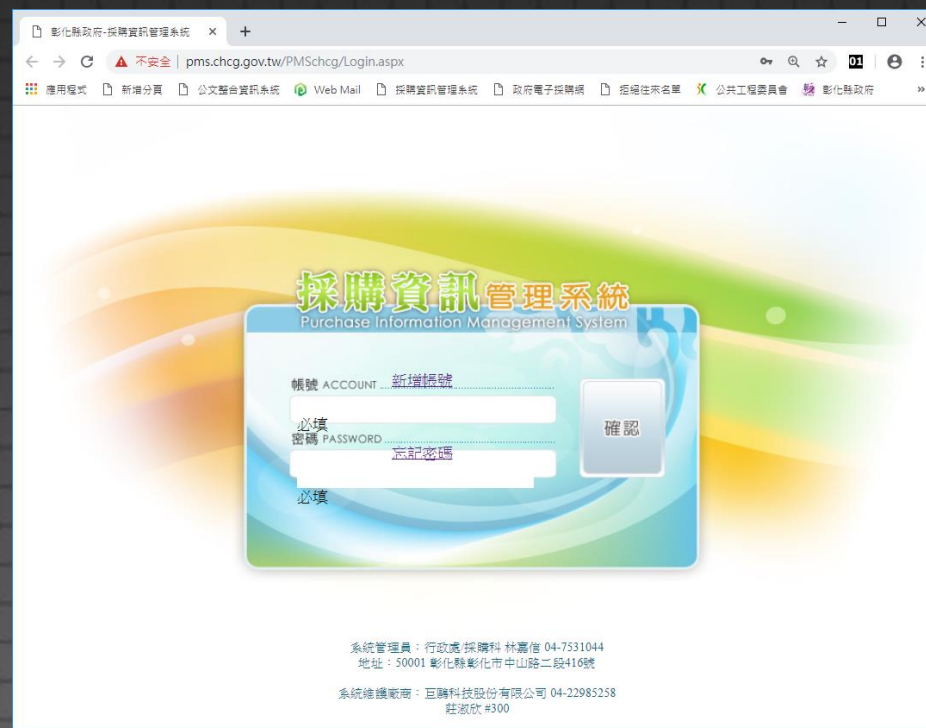 彰化縣政府-採購資訊管理系統
不安全 | pms.chcg.gov.tw/PMSchcg/Login.aspx
01
應用程式 新增分頁 公文整合資訊系統 Web Mail 採購資訊管理系統 政府電子採購網 拒絕往來名單 公共工程委員會 彰化縣政府 »
採購資訊管理系統
Purchase Information Management System
帳號 ACCOUNT 新增帳號
必填
密碼 PASSWORD
忘記密碼
必填
確認
系統管理員：行政處/採購科 林嘉信 04-7531044
地址：50001 彰化縣彰化市中山路二段416號
系統維護廠商：巨鷗科技股份有限公司 04-22985258
莊淑欣 #300